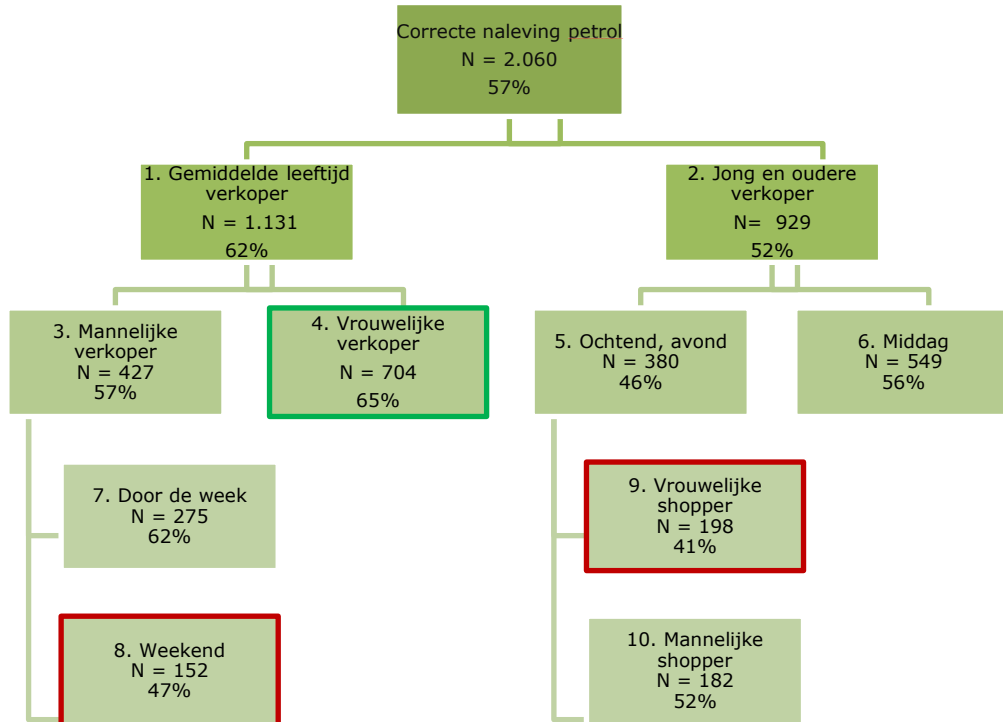 Correcte naleving petrol
N = 2.060
57%
1. Gemiddelde leeftijd
verkoper
N = 1.131
62%
2. Jong en oudere
verkoper
N=  929
52%
3. Mannelijke
verkoper
N = 427
57%
4. Vrouwelijke
verkoper
N = 704
65%
5. Ochtend, avond
N = 380
46%
6. Middag
N = 549
56%
7. Door de week
N = 275
62%
9. Vrouwelijke
shopper
N = 198
41%
8. Weekend
N = 152
47%
10. Mannelijke
shopper
N = 182
52%